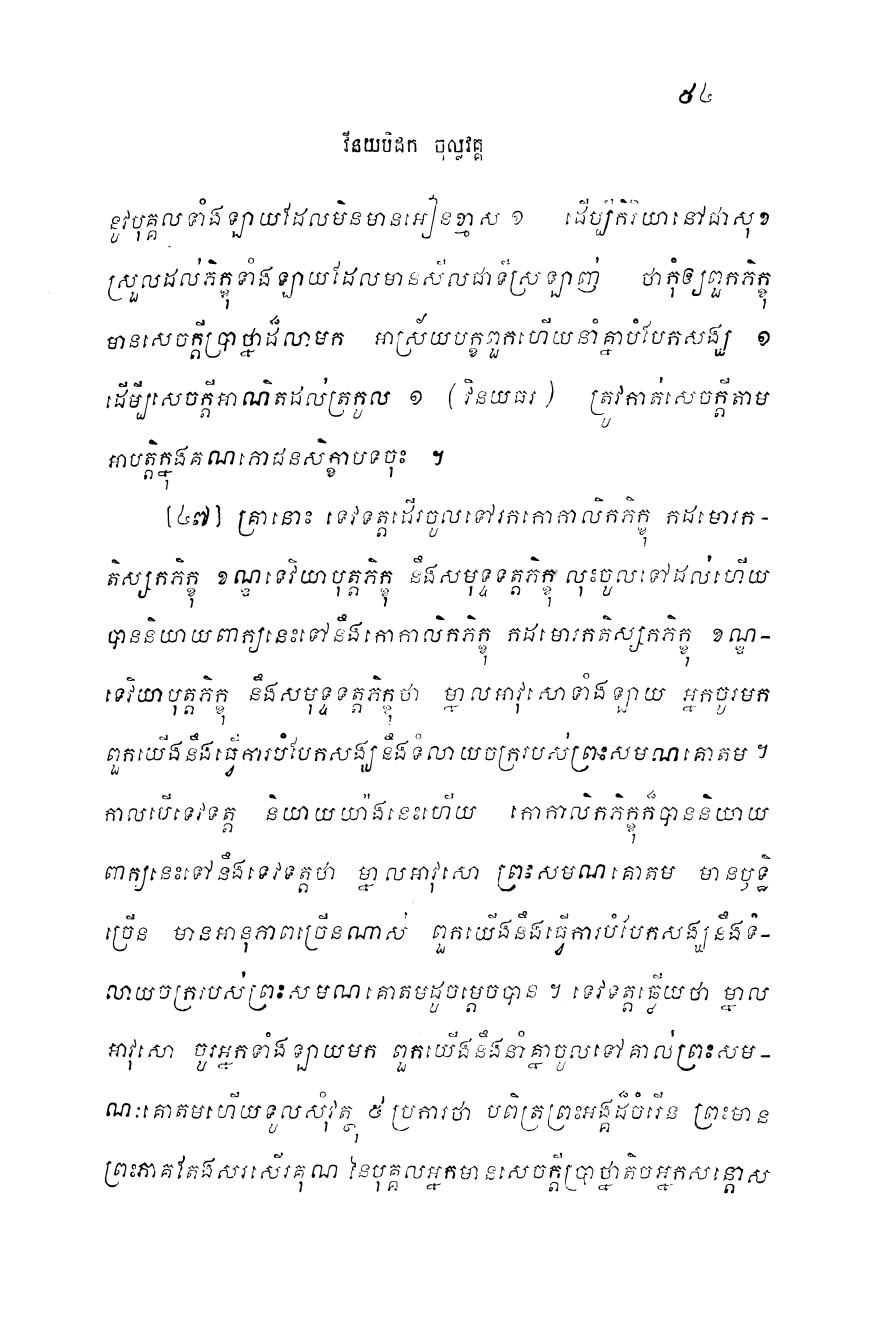 ៩៤
វិនយបិដក ចុល្លវគ្គ
នូវបុគ្គលទាំងឡាយដែលមិនមានអៀនខ្មាស ១ ដើម្បីកិរិយានៅជាសុខ
ស្រួលដល់ភិក្ខុទាំងឡាយដែលមានសីលជាទីស្រឡាញ់ ថាកុំឲ្យពួកភិក្ខុ
មានសេចក្តីប្រាថ្នាដ៏លាមក អាស្រ័យបក្ខពួកហើយនាំគ្នាបំបែកសង្ឃ ១
ដើម្បីសេចក្តីអាណិតដល់ត្រកូល ១ (វិនយធរ) ត្រូវកាត់សេចក្តីតាម
អាបត្តិក្នុងគណភោជនសិក្ខាបទចុះ ។
[៤៧] គ្រានោះ ទេវទត្តដើរចូលទៅរកកោកាលិកភិក្ខុ កដមោរក-
តិស្សកភិក្ខុ ខណ្ឌទេវិយាបុត្តភិក្ខុ នឹងសមុទ្ទទត្តភិក្ខុ លុះចូលទៅដល់ហើយ
បាននិយាយពាក្យនេះទៅនឹងកោកាលិកភិក្ខុ កដមោរកតិស្សកភិក្ខុ ខណ្ឌ-
ទេវិយាបុត្តភិក្ខុ នឹងសមុទ្ទទត្តភិក្ខុថា ម្នាលអាវុសោទាំងឡាយ អ្នកចូរមក
ពួកយើងនឹងធ្វើការបំបែកសង្ឃនឹងទំលាយចក្ររបស់ព្រះសមណគោតម ។
កាលបើទេវទត្ត និយាយយ៉ាងនេះហើយ កោកាលិកភិក្ខុក៏បាននិយាយ
ពាក្យនេះទៅនឹងទេវទត្តថា ម្នាលអាវុសោ ព្រះសមណគោតម មានឫទ្ធិ
ច្រើន មានអានុភាពច្រើនណាស់ ពួកយើងនឹងធ្វើការបំបែកសង្ឃនឹងទំ-
លាយចក្ររបស់ព្រះសមណគោតមដូចម្តេចបាន ។ ទេវទត្តឆ្លើយថា ម្នាល
អាវុសោ ចូរអ្នកទាំងឡាយមក ពួកយើងនឹងនាំគ្នាចូលទៅគាល់ព្រះសម-
ណៈគោតមហើយទូលសុំវត្ថុ ៥ ប្រការថា បពិត្រព្រះអង្គដ៏ចំរើន ព្រះមាន
ព្រះភាគតែងសរសើរគុណ នៃបុគ្គលអ្នកមានសេចក្តីប្រាថ្នាតិចអ្នកសន្តោស